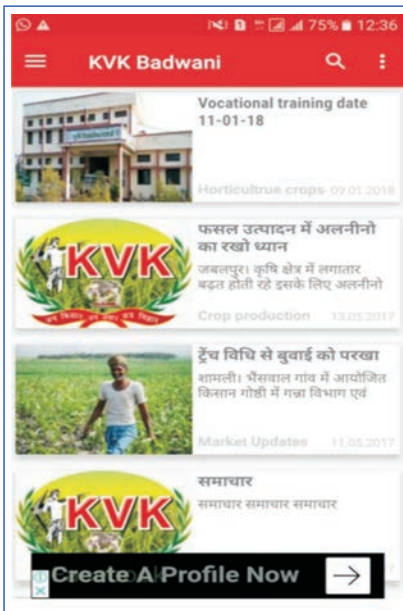 75% 12:36
KVK Badwani
Vocational training date
11-01-18
Horticultrue crops 09.01.2018
KVK
फसल उत्पादन में अलनीनो
का रखो ध्यान
जबलपुर। कृषि क्षेत्र में लगातार
बढ़त होती रहे इसके लिए अलनीनो
Crop production 13.05.2017
ट्रेंच विधि से बुवाई को परखा
शामली। भैंसवाल गांव में आयोजित
किसान गोष्ठी में गन्ना विभाग एवं
Market Updates 11.05.2017
KVK
समाचार
समाचार समाचार समाचार
Create A Profile Now